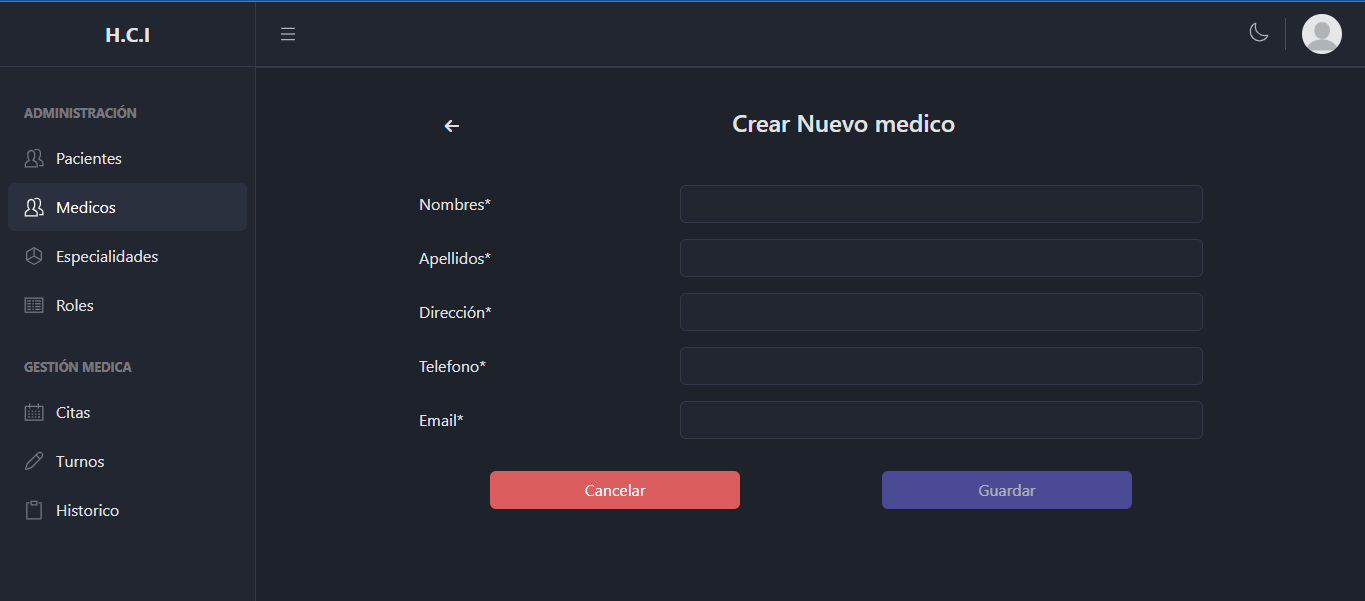 H.C.I
ADMINISTRACIÓN
Pacientes
Medicos
Especialidades
Roles
GESTIÓN MEDICA
Citas
Turnos
Historico
Crear Nuevo medico
Nombres*
Apellidos*
Dirección*
Telefono*
Email*
Cancelar
Guardar